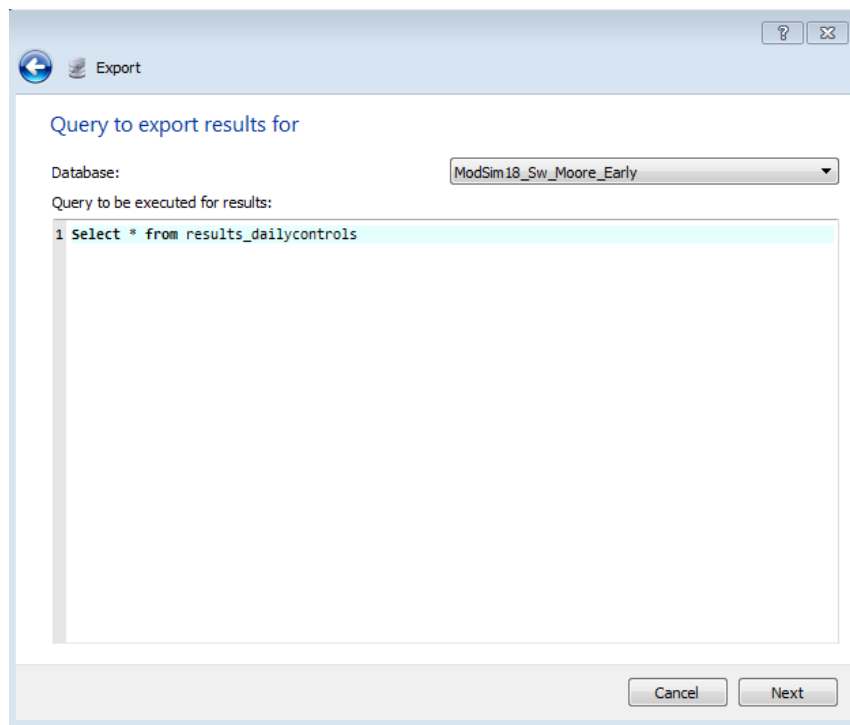 Export
Query to export results for
Database: ModSim18_Sw_Moore_Early
Query to be executed for results:
1 Select * from results_dailycontrols
Cancel Next